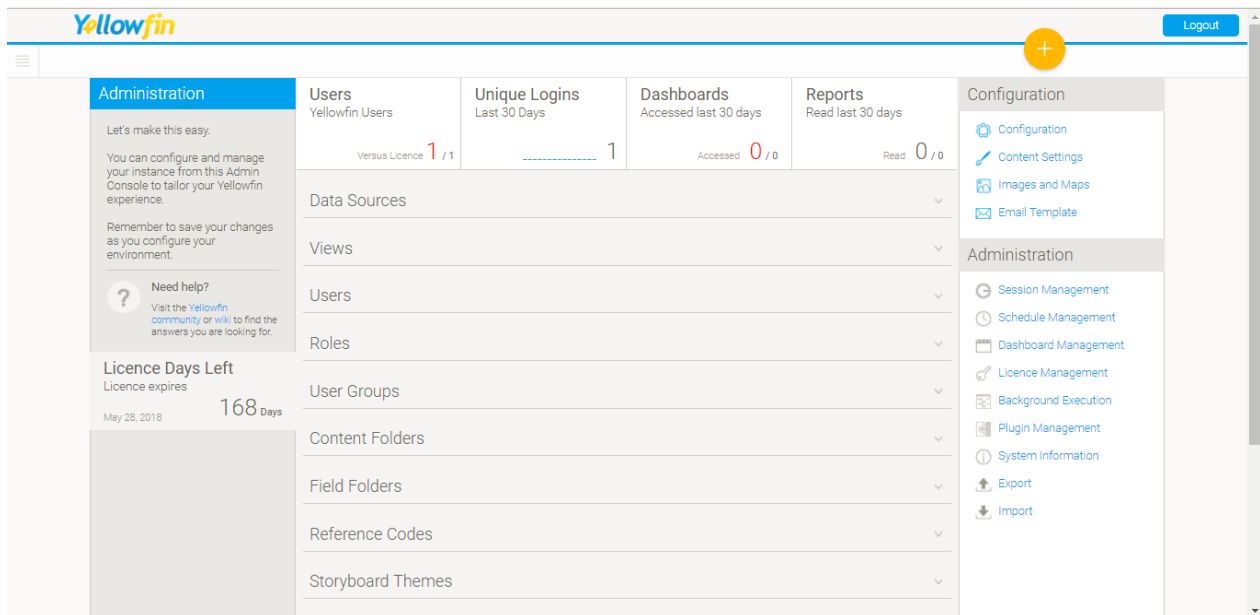 Yellowfin
Logout
+
Administration
Let's make this easy.
You can configure and manage
your instance from this Admin
Console to tailor your Yellowfin
experience.
Remember to save your changes
as you configure your
environment.
?
Need help?
Visit the Yellowfin
community or wiki to find the
answers you are looking for.
Licence Days Left
Licence expires
May 28, 2018
168 Days
Users
Yellowfin Users
Versus Licence 1 / 1
Unique Logins
Last 30 Days
1
Dashboards
Accessed last 30 days
Accessed 0 / 0
Reports
Read last 30 days
Read 0 / 0
Data Sources
Views
Users
Roles
User Groups
Content Folders
Field Folders
Reference Codes
Storyboard Themes
Configuration
Configuration
Content Settings
Images and Maps
Email Template
Administration
Session Management
Schedule Management
Dashboard Management
Licence Management
Background Execution
Plugin Management
System Information
Export
Import